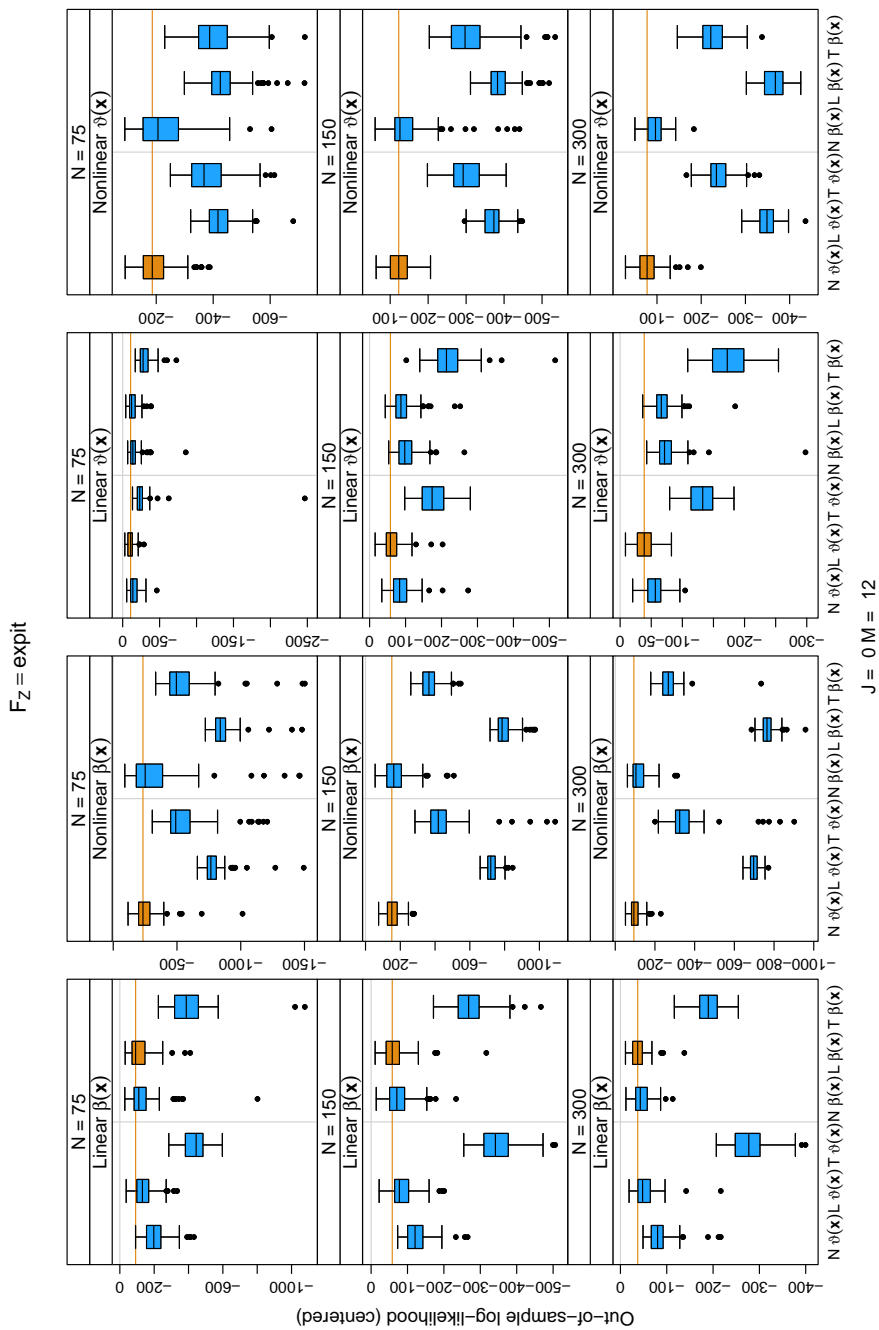 F_Z = expit
Out−of−sample log−likelihood (centered)
N = 75
Linear β(x)
0 −200 −600 −1000
N = 75
Nonlinear β(x)
−500 −1000 −1500
N = 75
Linear ϑ(x)
0 −500 −1500 −2500
N = 75
Nonlinear ϑ(x)
−200 −400 −600
N = 150
Linear β(x)
0 −100 −200 −300 −400 −500
N = 150
Nonlinear β(x)
−200 −600 −1000
N = 150
Linear ϑ(x)
0 −100 −200 −300 −400 −500
N = 150
Nonlinear ϑ(x)
−100 −200 −300 −400 −500
N = 300
Linear β(x)
0 −100 −200 −300 −400
N = 300
Nonlinear β(x)
−200 −400 −600 −800 −1000
N = 300
Linear ϑ(x)
0 −50 −100 −200 −300
N = 300
Nonlinear ϑ(x)
−100 −200 −300 −400
N ϑ(x) L ϑ(x) T ϑ(x) N β(x) L β(x) T β(x)
N ϑ(x) L ϑ(x) T ϑ(x) N β(x) L β(x) T β(x)
N ϑ(x) L ϑ(x) T ϑ(x) N β(x) L β(x) T β(x)
N ϑ(x) L ϑ(x) T ϑ(x) N β(x) L β(x) T β(x)
J = 0 M = 12